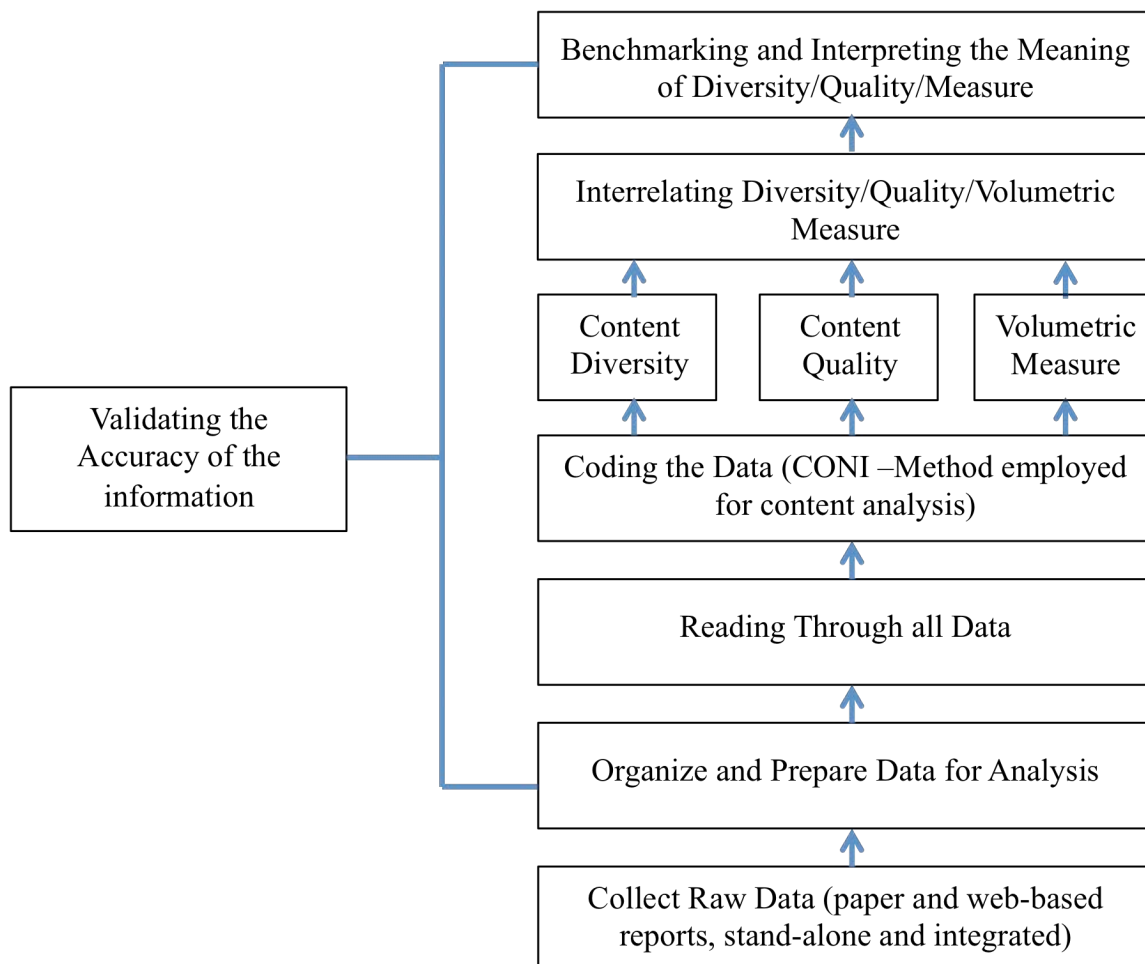 Benchmarking and Interpreting the Meaning
of Diversity/Quality/Measure
Interrelating Diversity/Quality/Volumetric
Measure
Content
Diversity
Content
Quality
Volumetric
Measure
Validating the
Accuracy of the
information
Coding the Data (CONI –Method employed
for content analysis)
Reading Through all Data
Organize and Prepare Data for Analysis
Collect Raw Data (paper and web-based
reports, stand-alone and integrated)